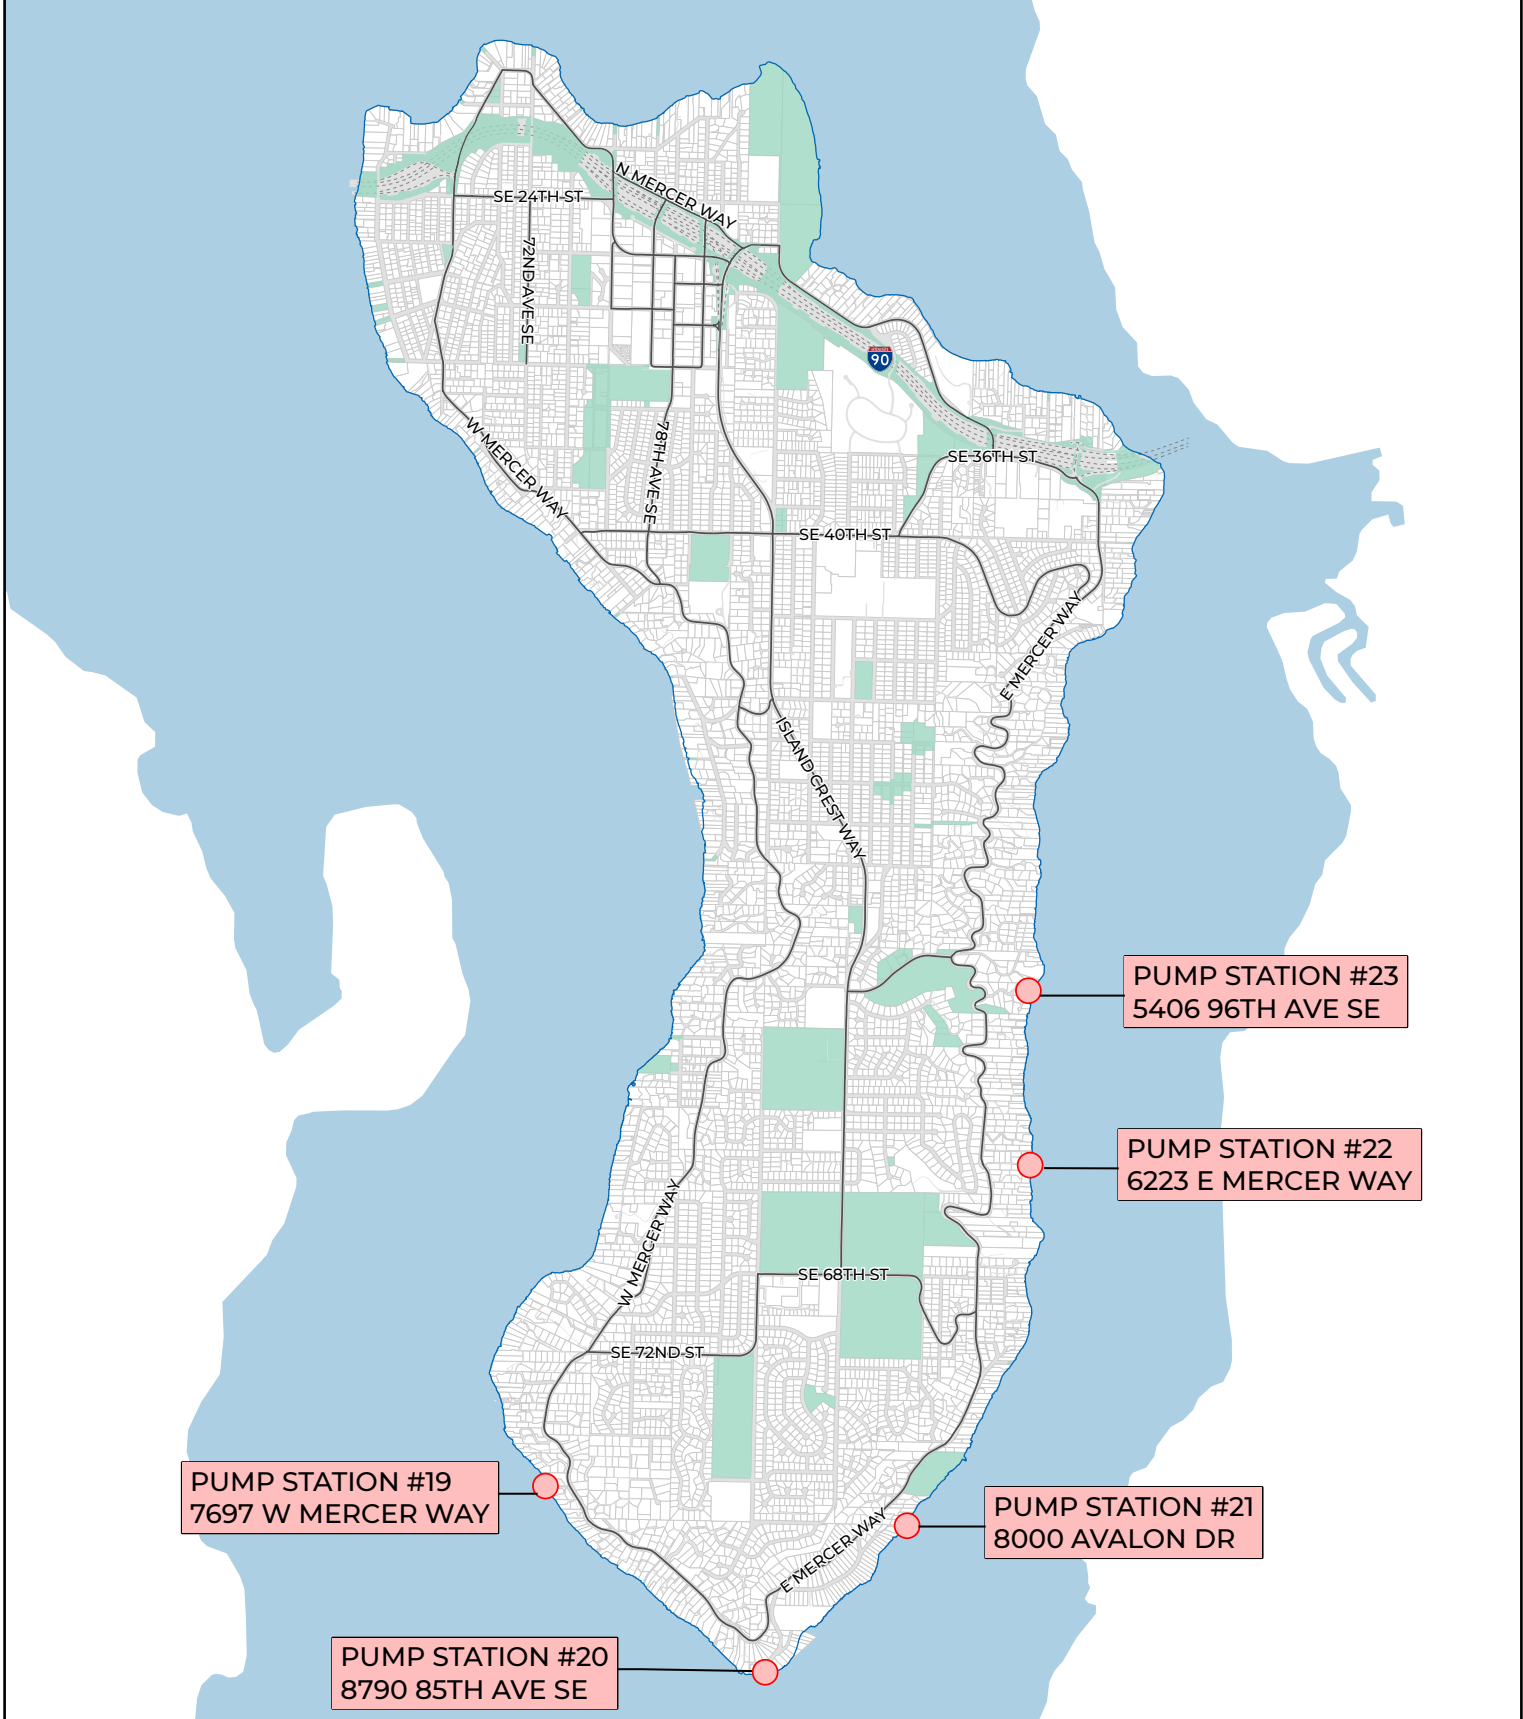 N MERCER WAY
SE 24TH ST
72ND AVE SE
90
W MERCER WAY
78TH AVE SE
SE 36TH ST
SE 40TH ST
E MERCER WAY
ISLAND CREST WAY
PUMP STATION #23
5406 96TH AVE SE
PUMP STATION #22
6223 E MERCER WAY
W MERCER WAY
SE 68TH ST
SE 72ND ST
PUMP STATION #19
7697 W MERCER WAY
PUMP STATION #21
8000 AVALON DR
E MERCER WAY
PUMP STATION #20
8790 85TH AVE SE